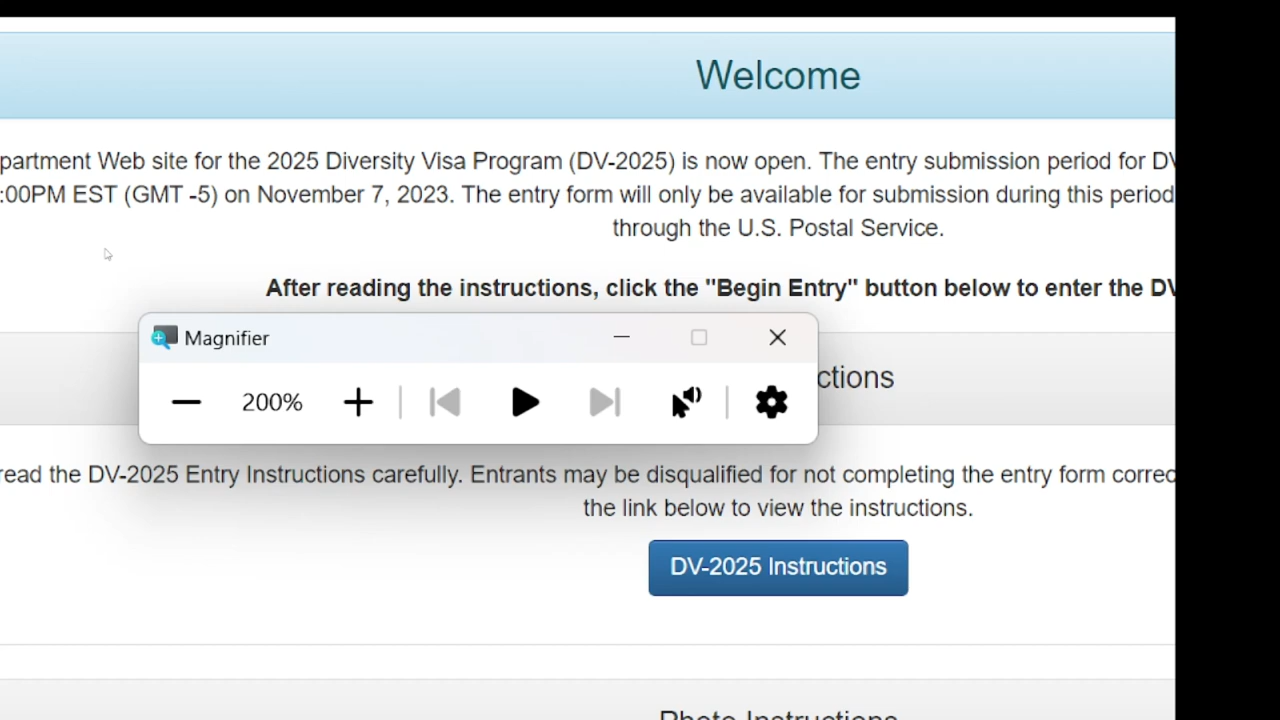 Welcome
partment Web site for the 2025 Diversity Visa Program (DV-2025) is now open. The entry submission period for DV
:00PM EST (GMT -5) on November 7, 2023. The entry form will only be available for submission during this period
through the U.S. Postal Service.
After reading the instructions, click the "Begin Entry" button below to enter the DV
Magnifier
ctions
200%
read the DV-2025 Entry Instructions carefully. Entrants may be disqualified for not completing the entry form correc
the link below to view the instructions.
DV-2025 Instructions
Photo Instructions